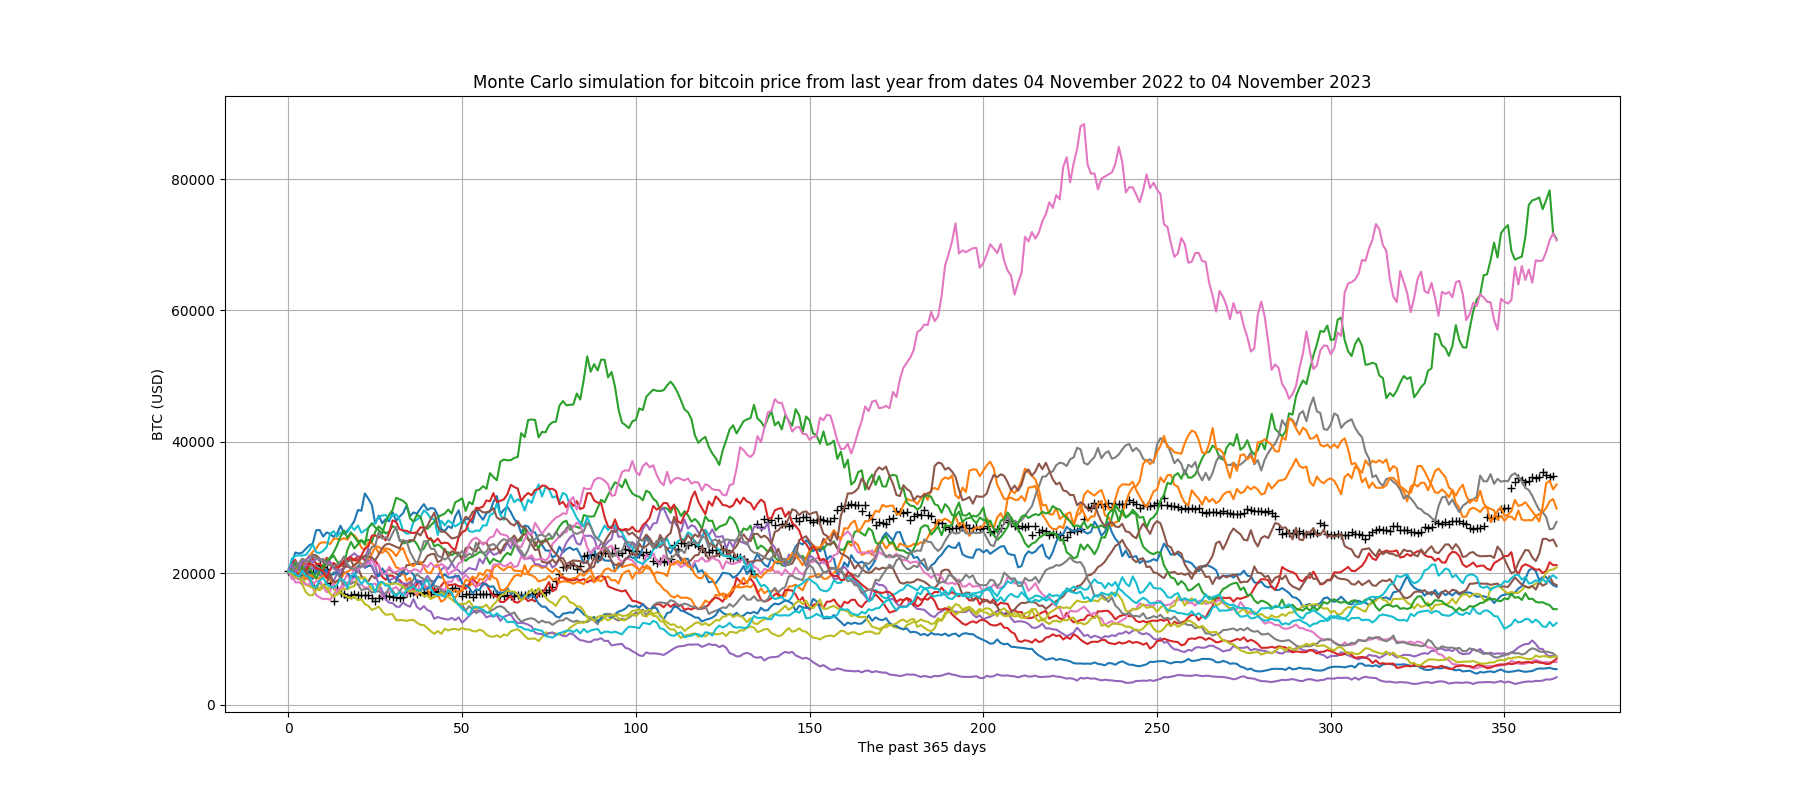 Monte Carlo simulation for bitcoin price from last year from dates 04 November 2022 to 04 November 2023
BTC (USD)
80000
60000
40000
20000
0
0 50 100 150 200 250 300 350
The past 365 days